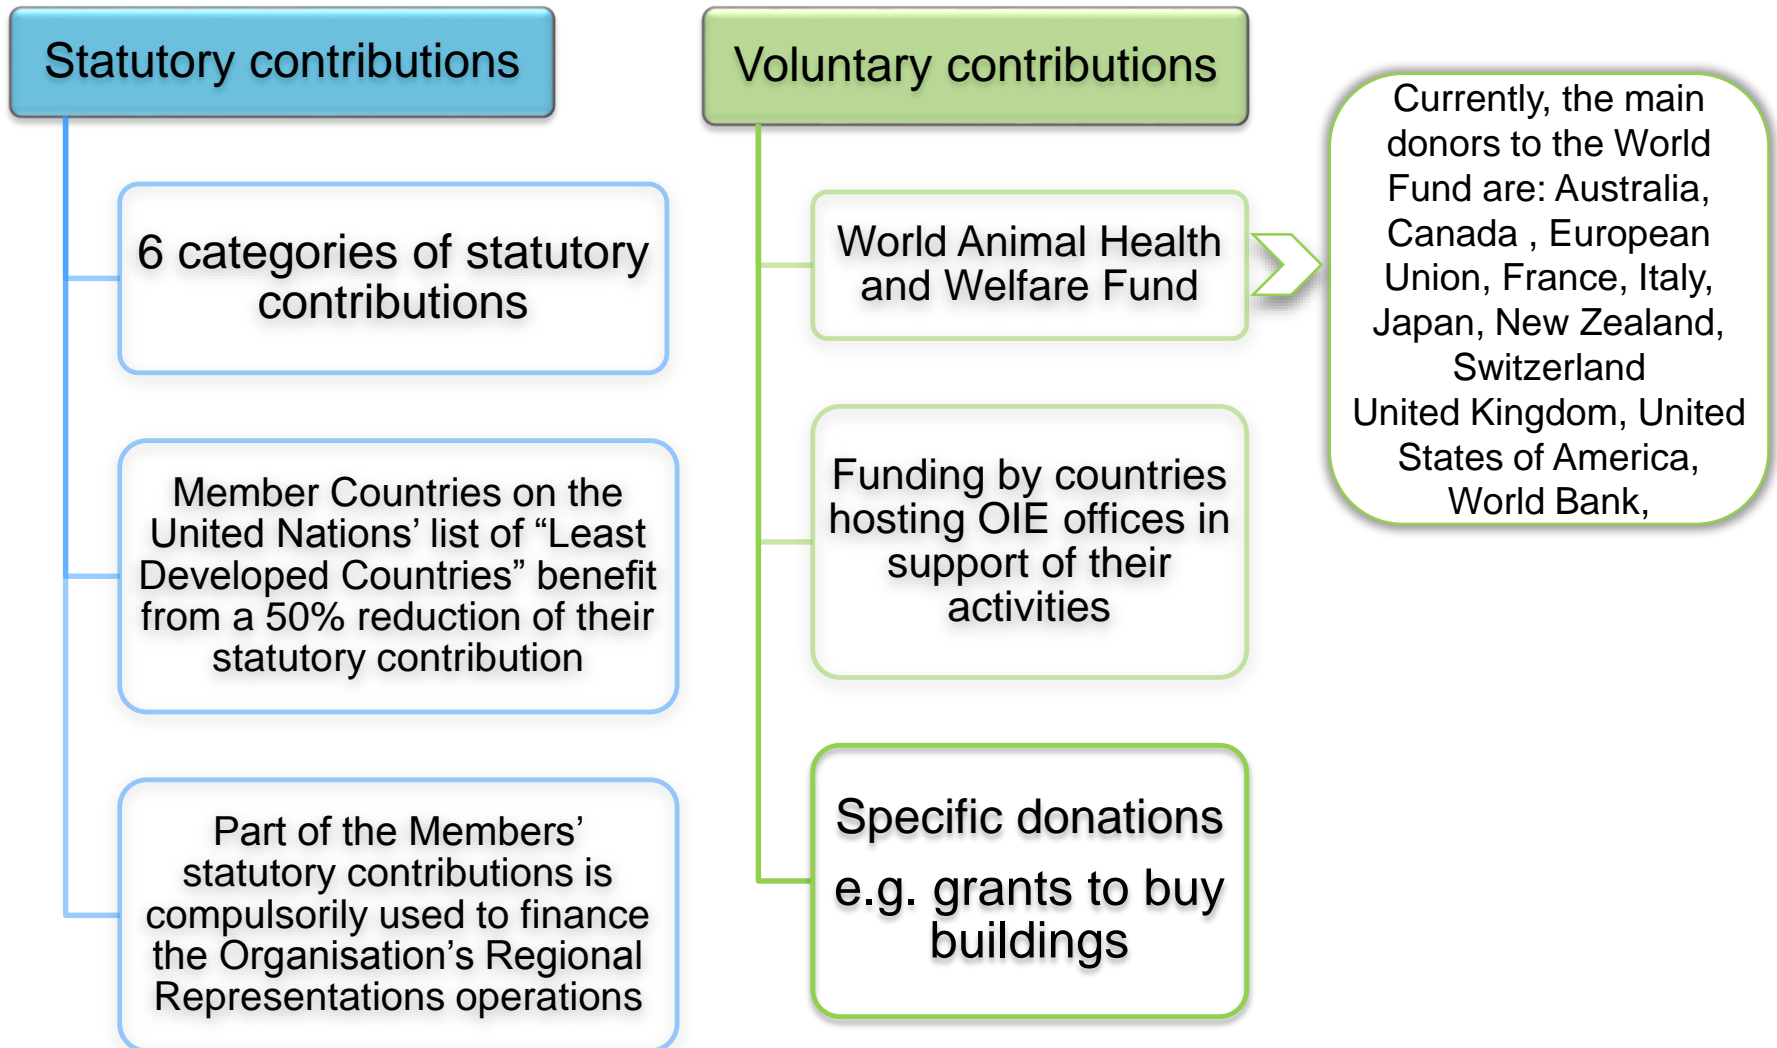 Statutory contributions
6 categories of statutory
contributions
Member Countries on the
United Nations’ list of “Least
Developed Countries” benefit
from a 50% reduction of their
statutory contribution
Part of the Members’
statutory contributions is
compulsorily used to finance
the Organisation’s Regional
Representations operations
Voluntary contributions
World Animal Health
and Welfare Fund
Funding by countries
hosting OIE offices in
support of their
activities
Specific donations
e.g. grants to buy
buildings
Currently, the main
donors to the World
Fund are: Australia,
Canada , European
Union, France, Italy,
Japan, New Zealand,
Switzerland
United Kingdom, United
States of America,
World Bank,